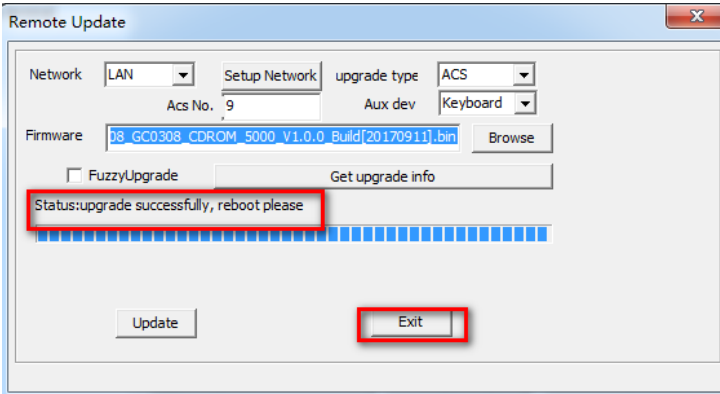 Remote Update
Network LAN Setup Network upgrade type ACS
Acs No. 9 Aux dev Keyboard
Firmware 08_GC0308_CDROM_5000_V1.0.0_Build[20170911].bin Browse
FuzzyUpgrade Get upgrade info
Status:upgrade successfully, reboot please
Update Exit